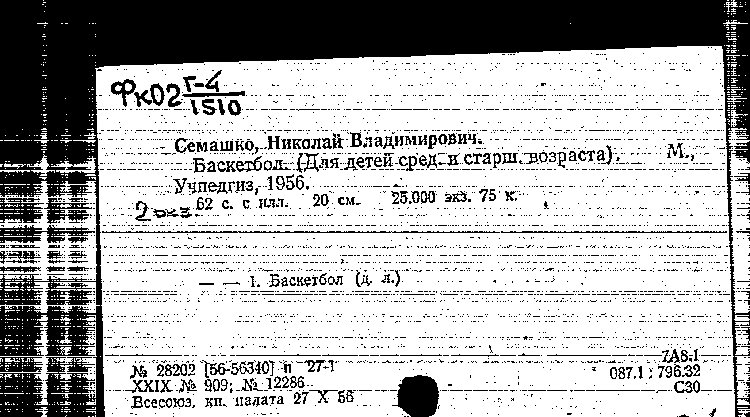 Фк02 Г-4/1510
Семашко, Николай Владимирович.
Баскетбол. (Для детей сред. и старш. возраста). М.,
Учпедгиз, 1956.
2 экз. 62 с. с илл. 20 см. 25.000 экз. 75 к.
— — 1. Баскетбол (д. л.)
№ 28202 [56-56340] п 27-1
7А8.1
XXIX № 909; № 12286
087.1 : 796.32
Всесоюз. кн. палата 27 X 56
С30